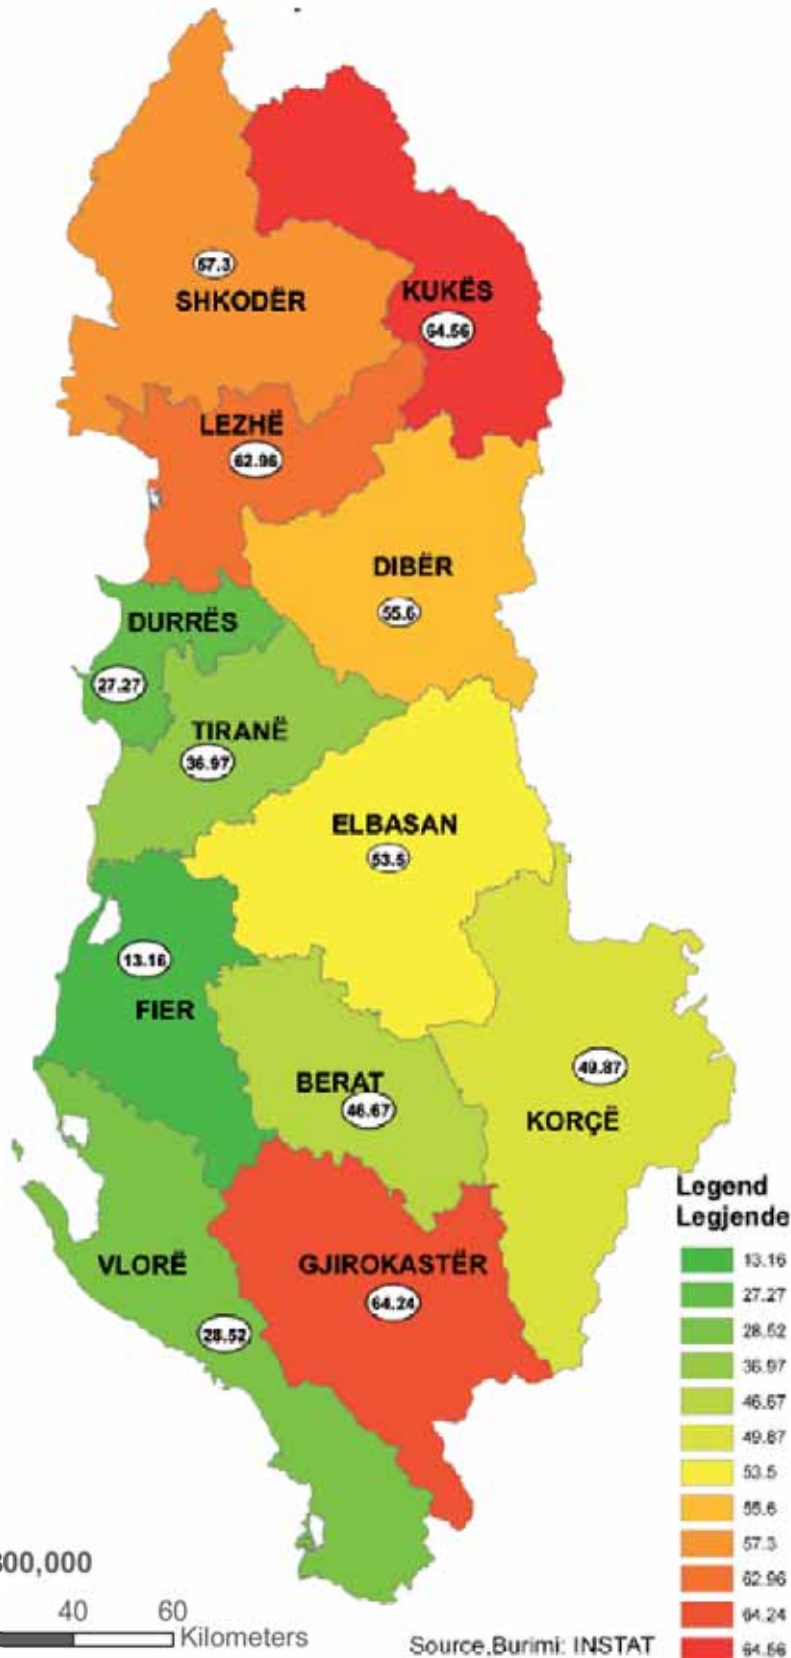 57.3
SHKODËR
KUKËS
64.56
LEZHË
62.96
DIBËR
55.6
DURRËS
27.27
TIRANË
36.97
ELBASAN
53.5
13.16
FIER
BERAT
46.67
49.87
KORÇË
VLORË
28.52
GJIROKASTËR
64.24
Legend
Legjende
13.16
27.27
28.52
36.97
46.67
49.87
53.5
55.6
57.3
62.96
64.24
64.56
00,000
40 60
Kilometers
Source,Burimi: INSTAT